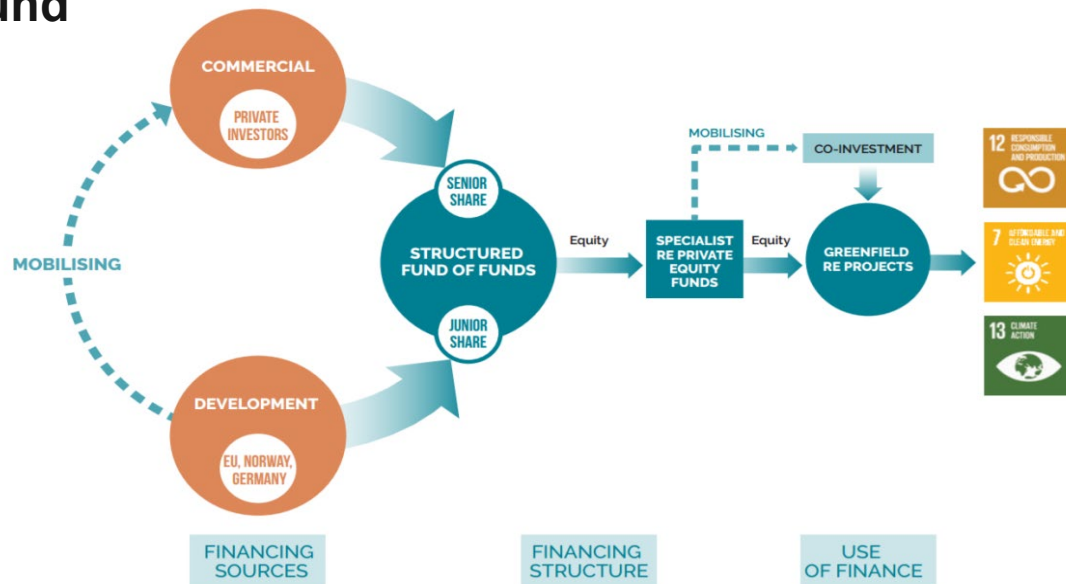 und
COMMERCIAL
PRIVATE
INVESTORS
MOBILISING
DEVELOPMENT
EU, NORWAY,
GERMANY
SENIOR
SHARE
STRUCTURED
FUND OF FUNDS
JUNIOR
SHARE
Equity
SPECIALIST
RE PRIVATE
EQUITY
FUNDS
MOBILISING
Equity
CO-INVESTMENT
GREENFIELD
RE PROJECTS
12 RESPONSIBLE
CONSUMPTION
AND PRODUCTION
7 AFFORDABLE AND
CLEAN ENERGY
13 CLIMATE
ACTION
FINANCING
SOURCES
FINANCING
STRUCTURE
USE
OF FINANCE